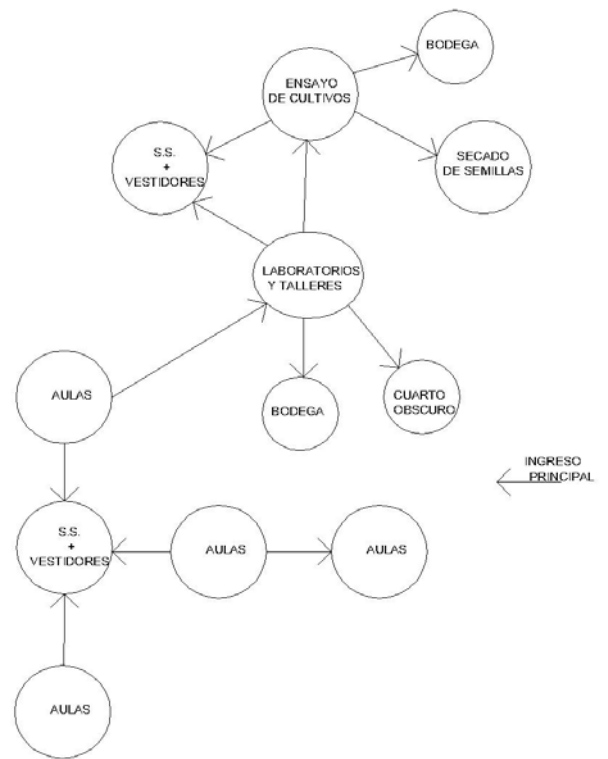 BODEGA
ENSAYO
DE CULTIVOS
S.S.
+
VESTIDORES
SECADO
DE SEMILLAS
LABORATORIOS
Y TALLERES
AULAS
BODEGA
CUARTO
OBSCURO
INGRESO
PRINCIPAL
S.S.
+
VESTIDORES
AULAS
AULAS
AULAS